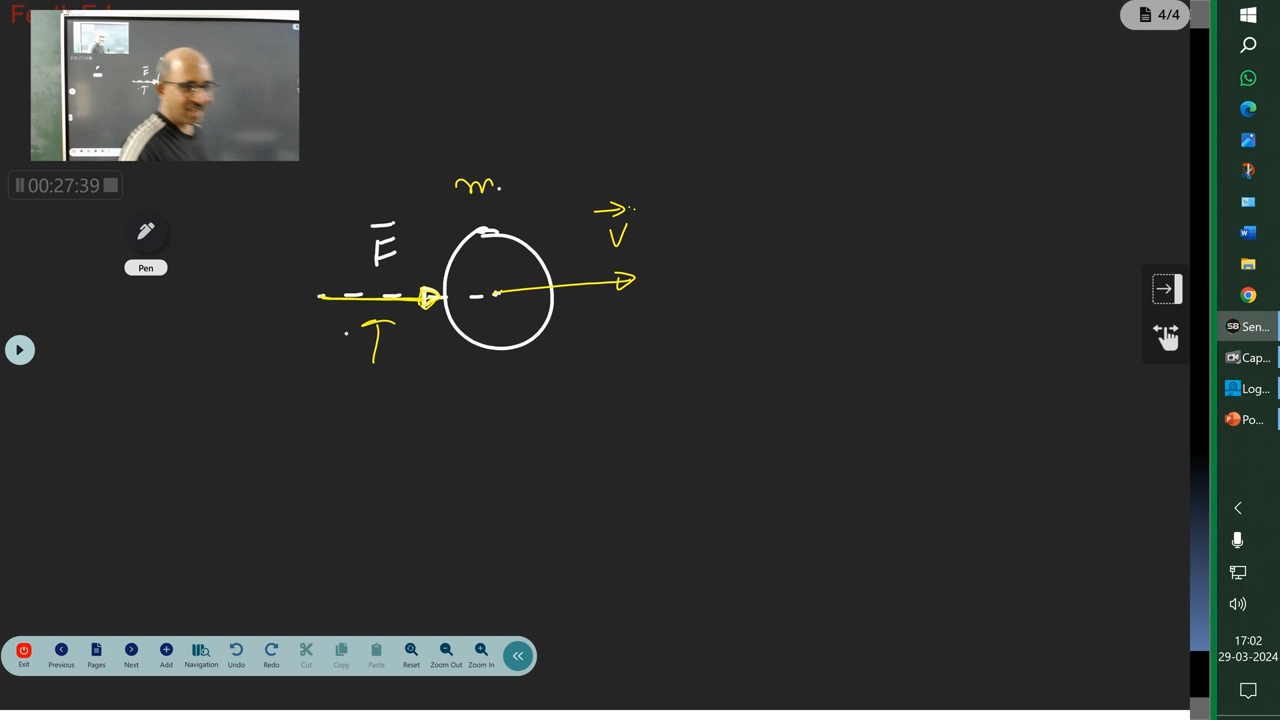 4/4
00:27:39
m
F
V
T
Pen
Sen...
Cap...
Log...
Po...
Exit
Previous
Pages
Next
Add
Navigation
Undo
Redo
Cut
Copy
Paste
Reset
Zoom Out
Zoom In
17:02
29-03-2024